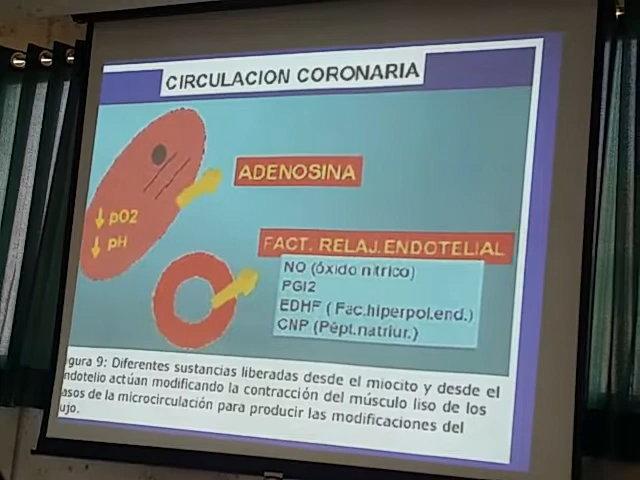 CIRCULACION CORONARIA
ADENOSINA
↓ pO2
↓ pH
FACT. RELAJ.ENDOTELIAL
NO (óxido nitrico)
PGI2
EDHF ( Fac.hiperpol.end.)
CNP (Pépt.natriur.)
gura 9: Diferentes sustancias liberadas desde el miocito y desde el
ndotelio actúan modificando la contracción del músculo liso de los
asos de la microcirculación para producir las modificaciones del
ujo.